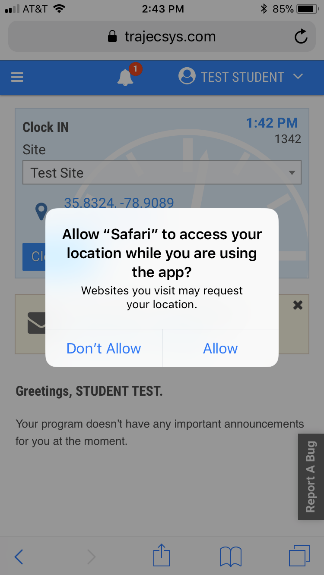 AT&T 2:43 PM 85%
trajecsys.com
1 TEST STUDENT
Clock IN 1:42 PM
1342
Site
Test Site
35.8324, -78.9089
Allow “Safari” to access your
location while you are using
the app?
Websites you visit may request
your location.
Don’t Allow Allow
Greetings, STUDENT TEST.
Your program doesn’t have any important announcements
for you at the moment.
Report A Bug